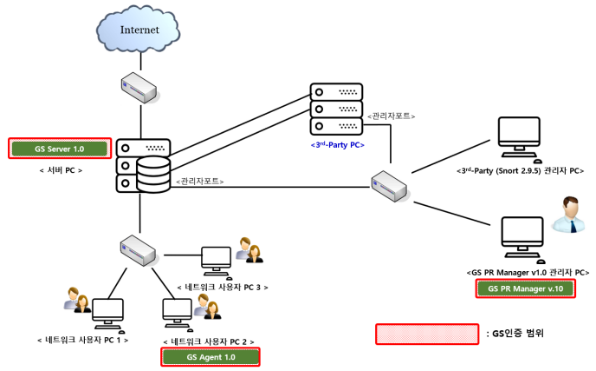 Internet
GS Server 1.0
< 서버 PC >
<관리자포트>
<3rd-Party PC>
<관리자포트>
<3rd-Party (Snort 2.9.5) 관리자 PC>
<GS PR Manager v1.0 관리자 PC>
GS PR Manager v.10
< 네트워크 사용자 PC 3 >
< 네트워크 사용자 PC 1 >
< 네트워크 사용자 PC 2 >
GS Agent 1.0
: GS인증 범위